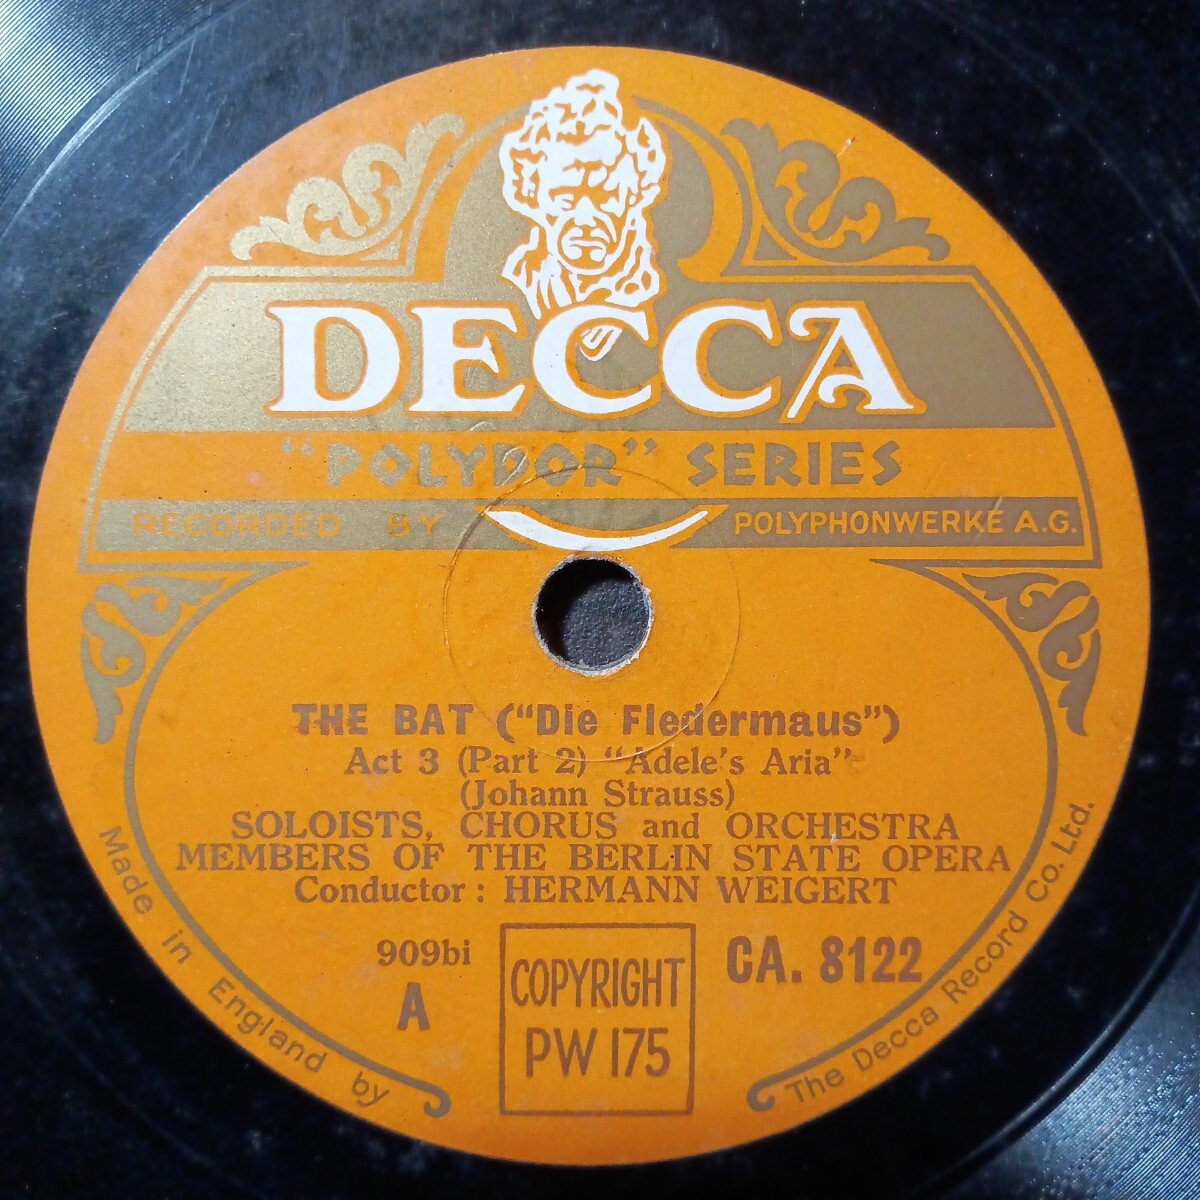 DECCA
"POLYDOR" SERIES
RECORDED BY POLYPHONWERKE A.G.
THE BAT ("Die Fledermaus")
Act 3 (Part 2) "Adele's Aria"
(Johann Strauss)
SOLOISTS, CHORUS and ORCHESTRA
MEMBERS OF THE BERLIN STATE OPERA
Conductor : HERMANN WEIGERT
909bi
A
COPYRIGHT
PW 175
CA. 8122
Made in England by
The Decca Record Co. Ltd.